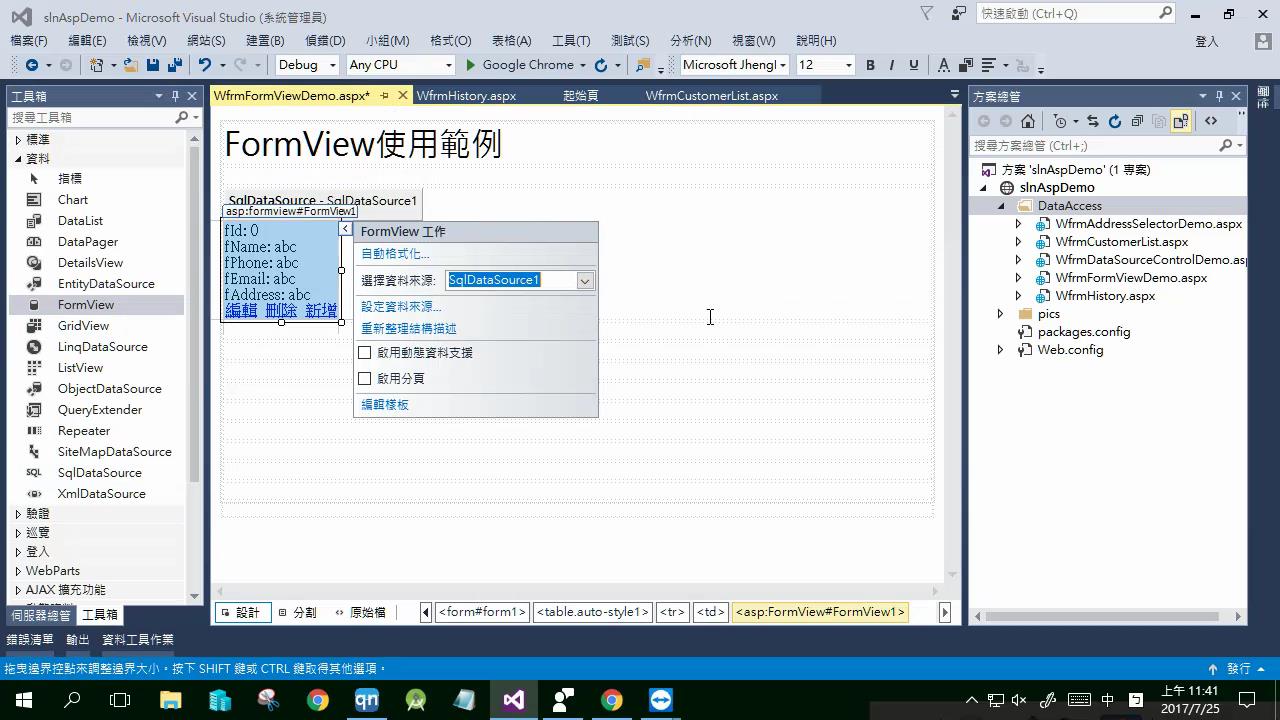 slnAspDemo - Microsoft Visual Studio (系統管理員)
快速啟動 (Ctrl+Q)
檔案(F) 編輯(E) 檢視(V) 網站(S) 建置(B) 偵錯(D) 小組(M) 格式(O) 表格(A) 工具(T) 測試(S) 分析(N) 視窗(W) 說明(H) 登入
Debug Any CPU Google Chrome Microsoft Jhengl 12 B I U A
工具箱
搜尋工具箱
標準
資料
指標
Chart
DataList
DataPager
DetailsView
EntityDataSource
FormView
GridView
LinqDataSource
ListView
ObjectDataSource
QueryExtender
Repeater
SiteMapDataSource
SqlDataSource
XmlDataSource
驗證
巡覽
登入
WebParts
AJAX 擴充功能
伺服器總管 工具箱
WfrmFormViewDemo.aspx* WfrmHistory.aspx 起始頁 WfrmCustomerList.aspx
FormView使用範例
SqlDataSource - SqlDataSource1
asp:formview#FormView1
fId: 0
fName: abc
fPhone: abc
fEmail: abc
fAddress: abc
編輯 刪除 新增
FormView 工作
自動格式化...
選擇資料來源: SqlDataSource1
設定資料來源...
重新整理結構描述
啟用動態資料支援
啟用分頁
編輯樣板
設計 分割 原始檔 <form#form1> <table.auto-style1> <tr> <td> <asp:FormView#FormView1>
方案總管
搜尋方案總管 (Ctrl+;)
方案 'slnAspDemo' (1 專案)
slnAspDemo
DataAccess
WfrmAddressSelectorDemo.aspx
WfrmCustomerList.aspx
WfrmDataSourceControlDemo.asp
WfrmFormViewDemo.aspx
WfrmHistory.aspx
pics
packages.config
Web.config
錯誤清單 輸出 資料工具作業
拖曳邊界控點來調整邊界大小。按下 SHIFT 鍵或 CTRL 鍵取得其他選項。
發行
qn
中
上午 11:41
2017/7/25